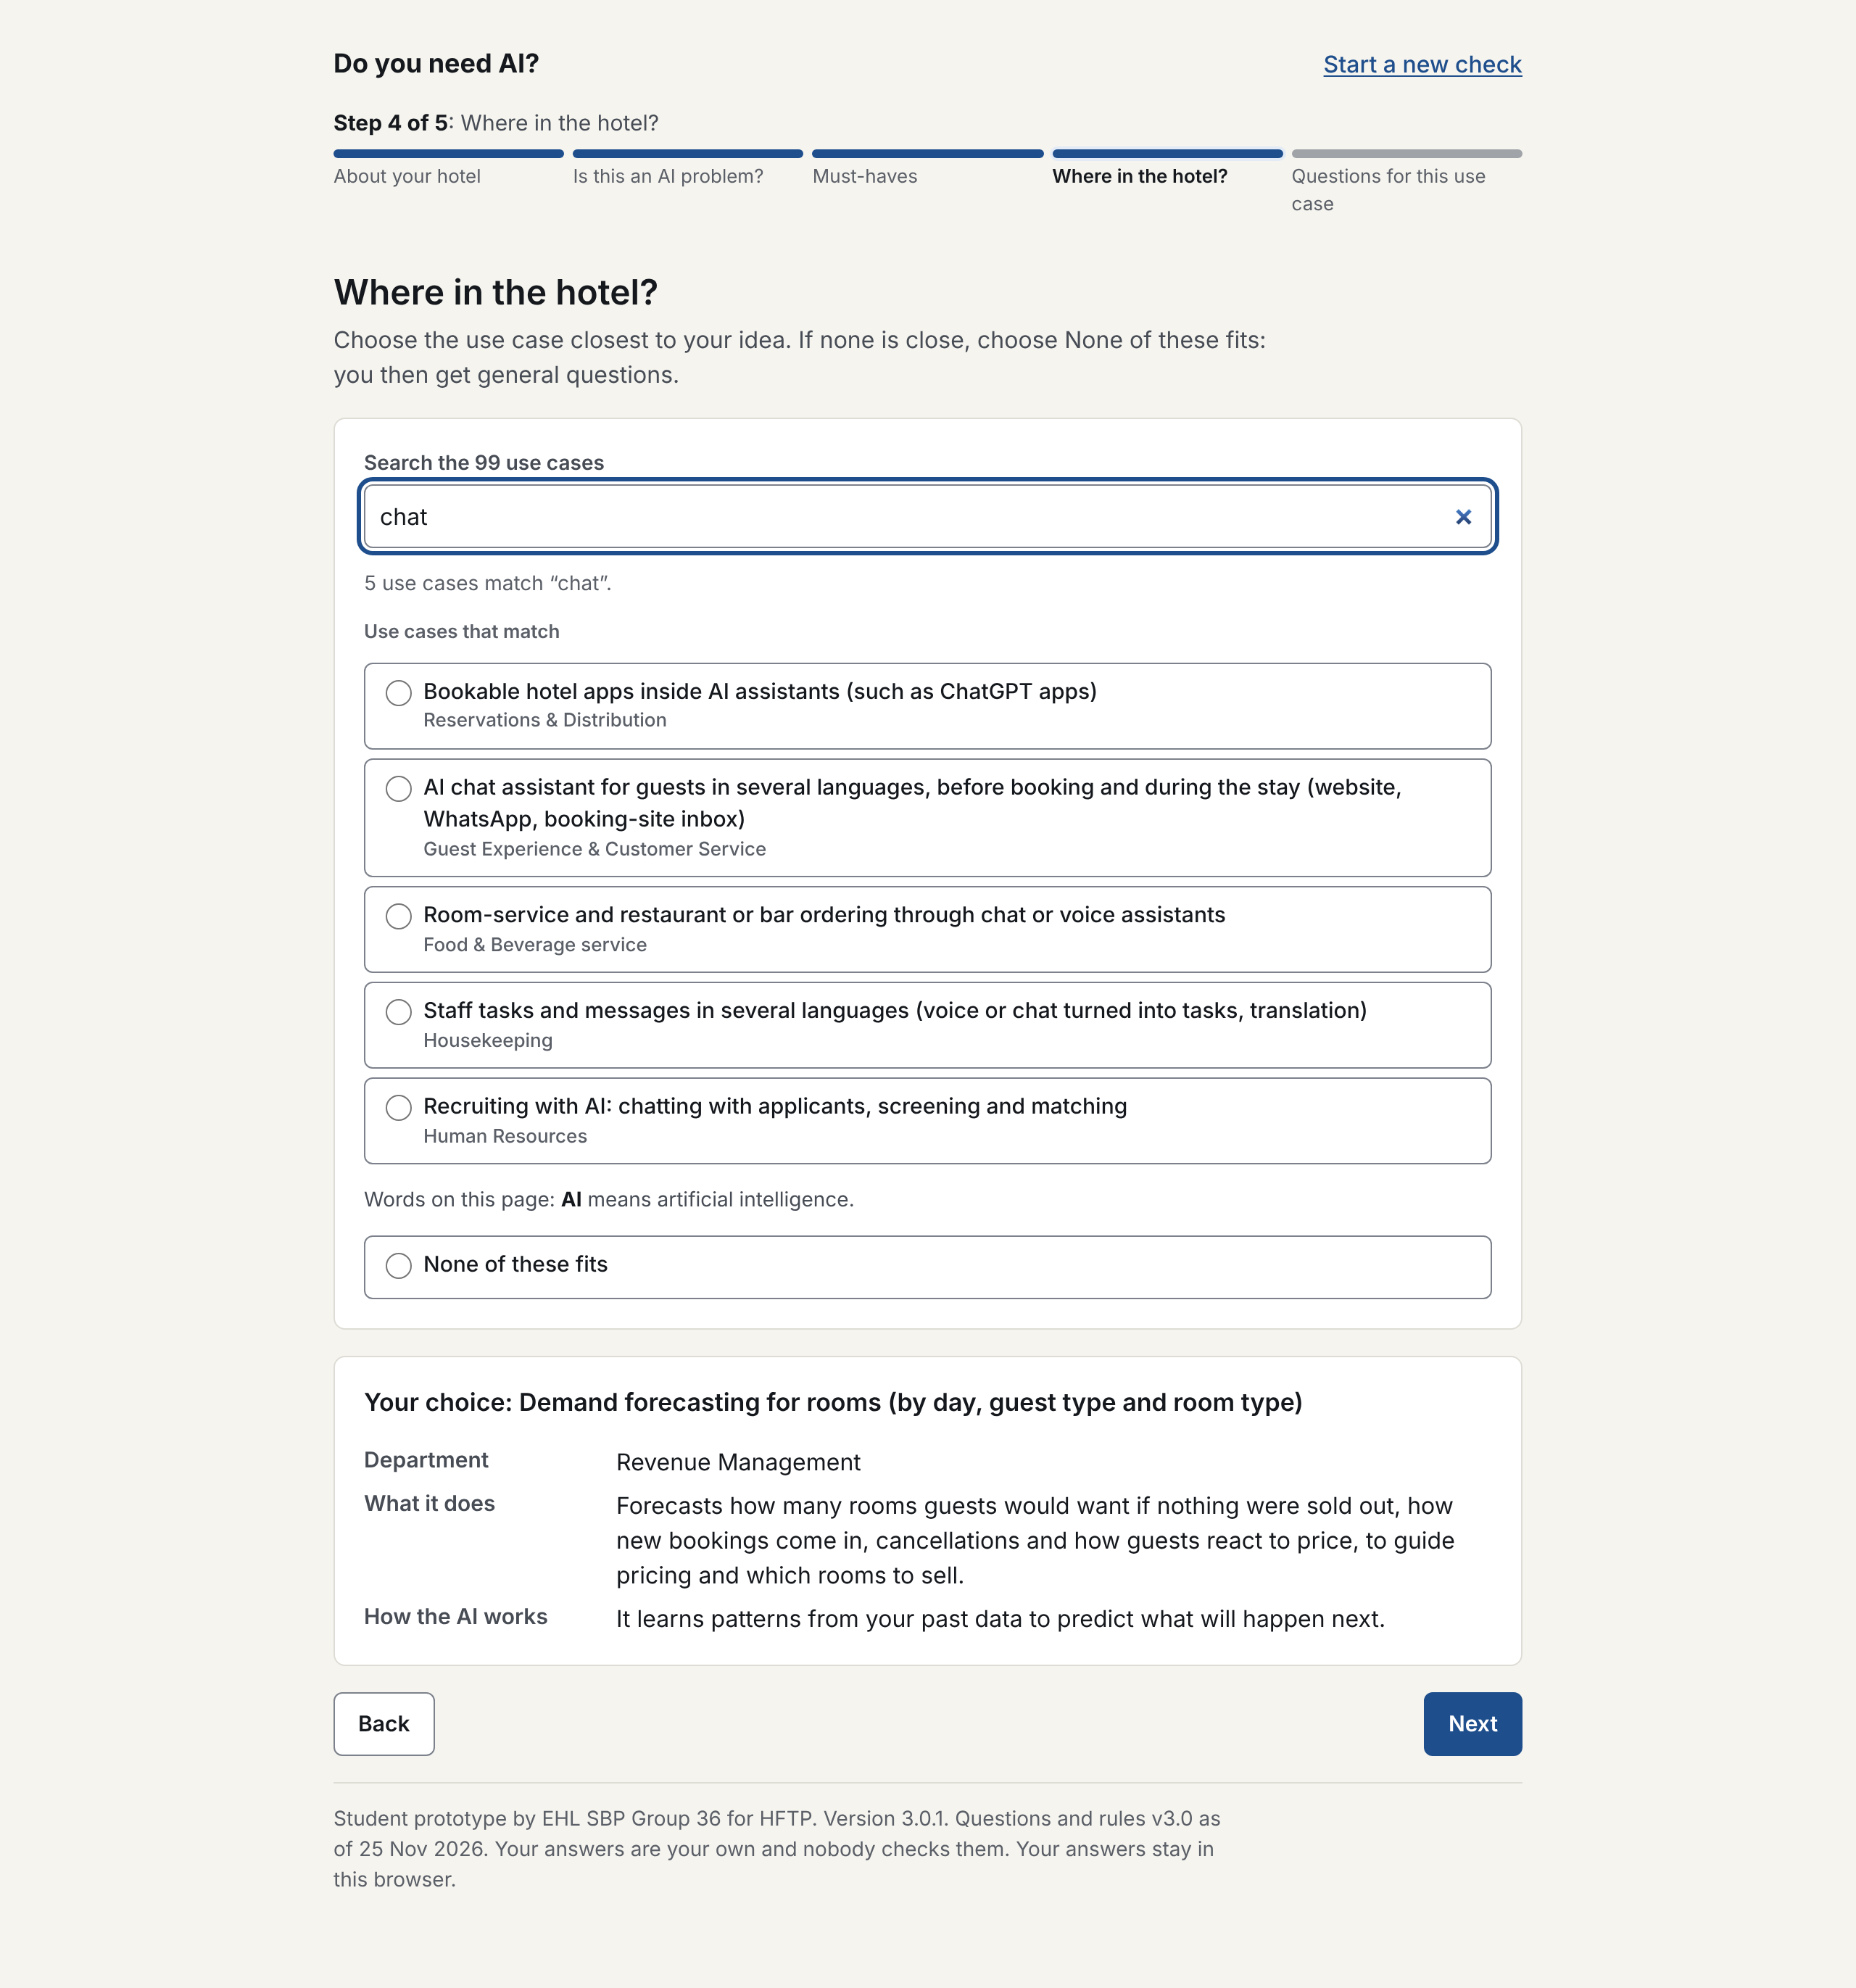 Do you need AI?
Start a new check
Step 4 of 5: Where in the hotel?
About your hotel
Is this an AI problem?
Must-haves
Where in the hotel?
Questions for this use
case
Where in the hotel?
Choose the use case closest to your idea. If none is close, choose None of these fits:
you then get general questions.
Search the 99 use cases
chat
5 use cases match “chat”.
Use cases that match
Bookable hotel apps inside AI assistants (such as ChatGPT apps)
Reservations & Distribution
AI chat assistant for guests in several languages, before booking and during the stay (website,
WhatsApp, booking-site inbox)
Guest Experience & Customer Service
Room-service and restaurant or bar ordering through chat or voice assistants
Food & Beverage service
Staff tasks and messages in several languages (voice or chat turned into tasks, translation)
Housekeeping
Recruiting with AI: chatting with applicants, screening and matching
Human Resources
Words on this page: AI means artificial intelligence.
None of these fits
Your choice: Demand forecasting for rooms (by day, guest type and room type)
Department
Revenue Management
What it does
Forecasts how many rooms guests would want if nothing were sold out, how
new bookings come in, cancellations and how guests react to price, to guide
pricing and which rooms to sell.
How the AI works
It learns patterns from your past data to predict what will happen next.
Back
Next
Student prototype by EHL SBP Group 36 for HFTP. Version 3.0.1. Questions and rules v3.0 as
of 25 Nov 2026. Your answers are your own and nobody checks them. Your answers stay in
this browser.